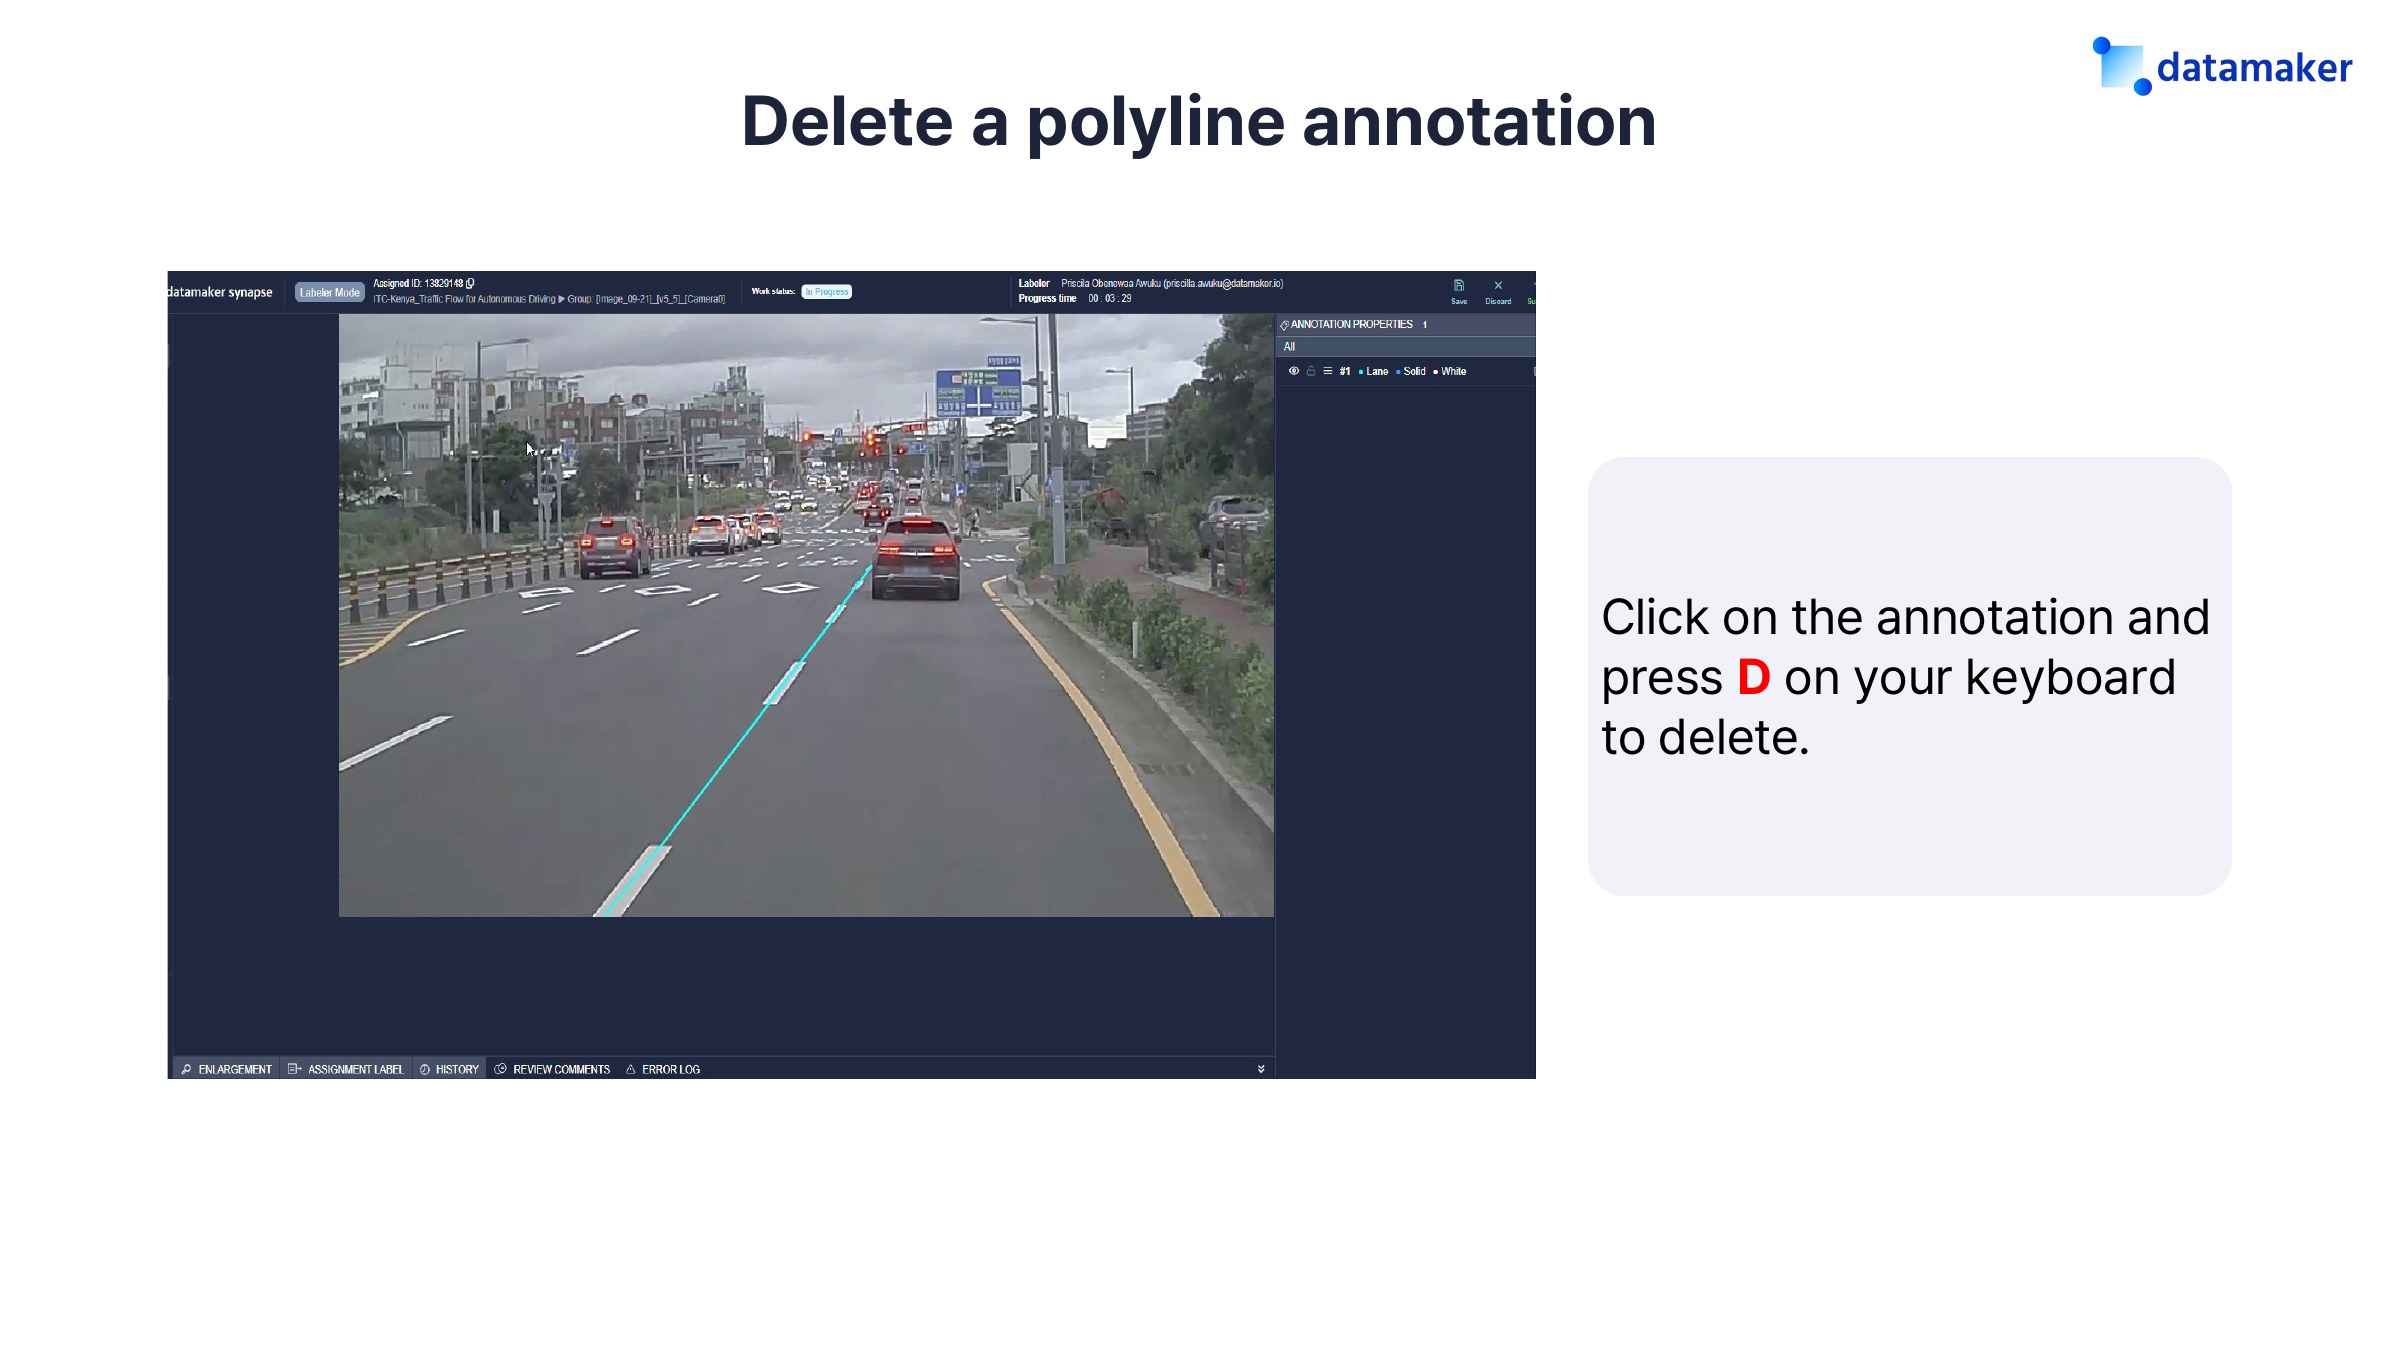 datamaker
Delete a polyline annotation
datamaker synapse
Labeler Mode
Assigned ID: 13829148
ITC-Kenya_Traffic Flow for Autonomous Driving ▶ Group: [Image_09-21]_[v5_5]_[Camera0]
Work status: In Progress
Labeler Priscila Obenewaa Awuku (priscilla.awuku@datamaker.io)
Progress time 00 : 03 : 29
Save
Discard
Su
ANNOTATION PROPERTIES 1
All
#1 • Lane • Solid • White
Click on the annotation and
press D on your keyboard
to delete.
ENLARGEMENT
ASSIGNMENT LABEL
HISTORY
REVIEW COMMENTS
ERROR LOG